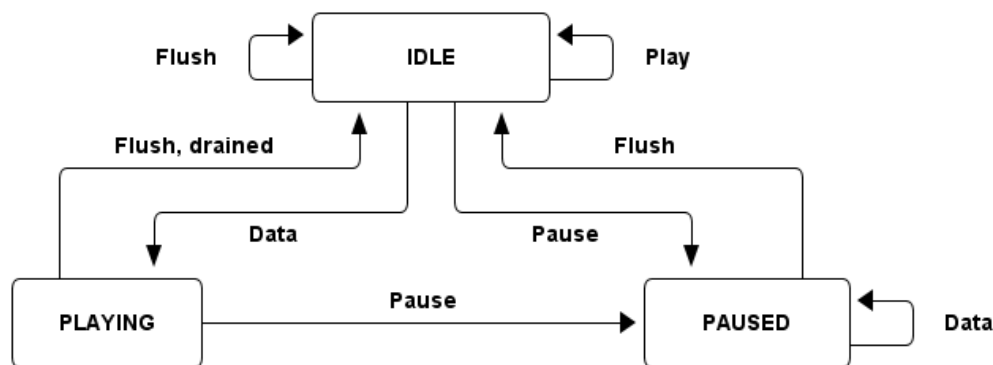 Flush
IDLE
Play
Flush, drained
Flush
Data
Pause
PLAYING
Pause
PAUSED
Data